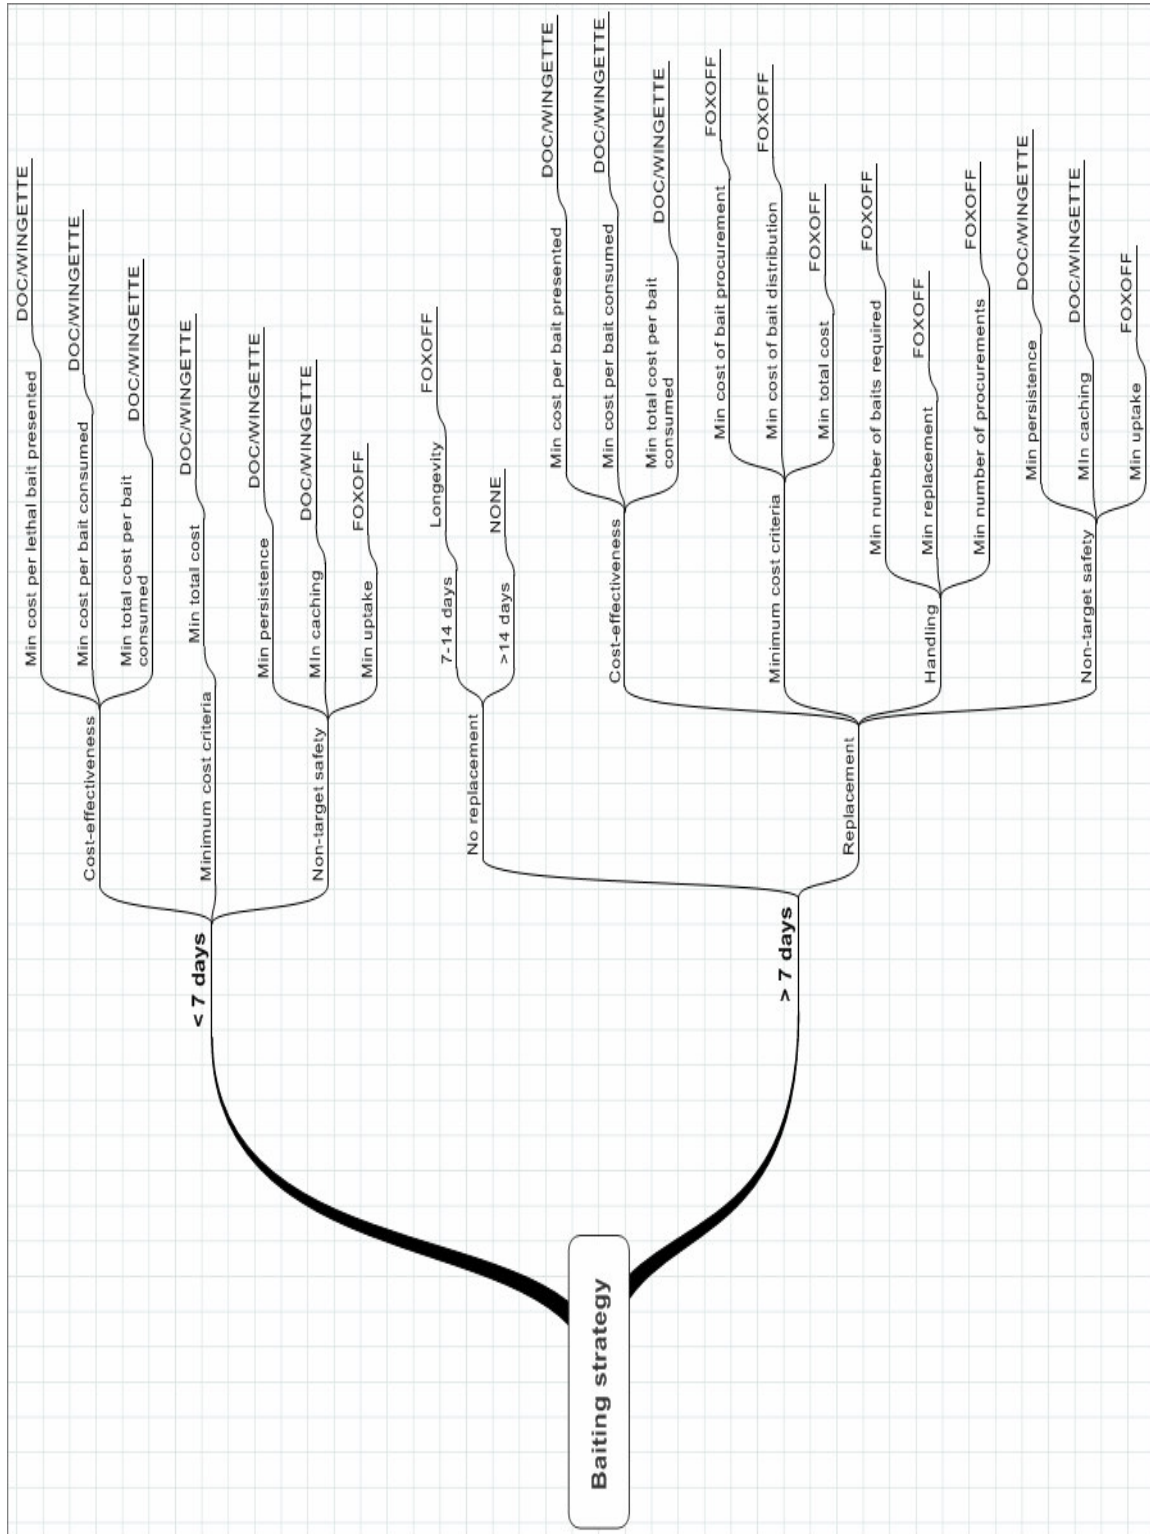 Baiting strategy
< 7 days
Cost-effectiveness
Min cost per lethal bait presented
DOC/WINGETTE
Min cost per bait consumed
DOC/WINGETTE
Min total cost per bait
consumed
DOC/WINGETTE
Minimum cost criteria
Min total cost
DOC/WINGETTE
Non-target safety
Min persistence
DOC/WINGETTE
MIn caching
DOC/WINGETTE
Min uptake
FOXOFF
> 7 days
No replacement
7-14 days
Longevity
FOXOFF
>14 days
NONE
Replacement
Cost-effectiveness
Min cost per bait presented
DOC/WINGETTE
Min cost per bait consumed
DOC/WINGETTE
Min total cost per bait
consumed
DOC/WINGETTE
Minimum cost criteria
Min cost of bait procurement
FOXOFF
Min cost of bait distribution
FOXOFF
Min total cost
FOXOFF
Handling
Min number of baits required
FOXOFF
Min replacement
FOXOFF
Min number of procurements
FOXOFF
Non-target safety
Min persistence
DOC/WINGETTE
MIn caching
DOC/WINGETTE
Min uptake
FOXOFF